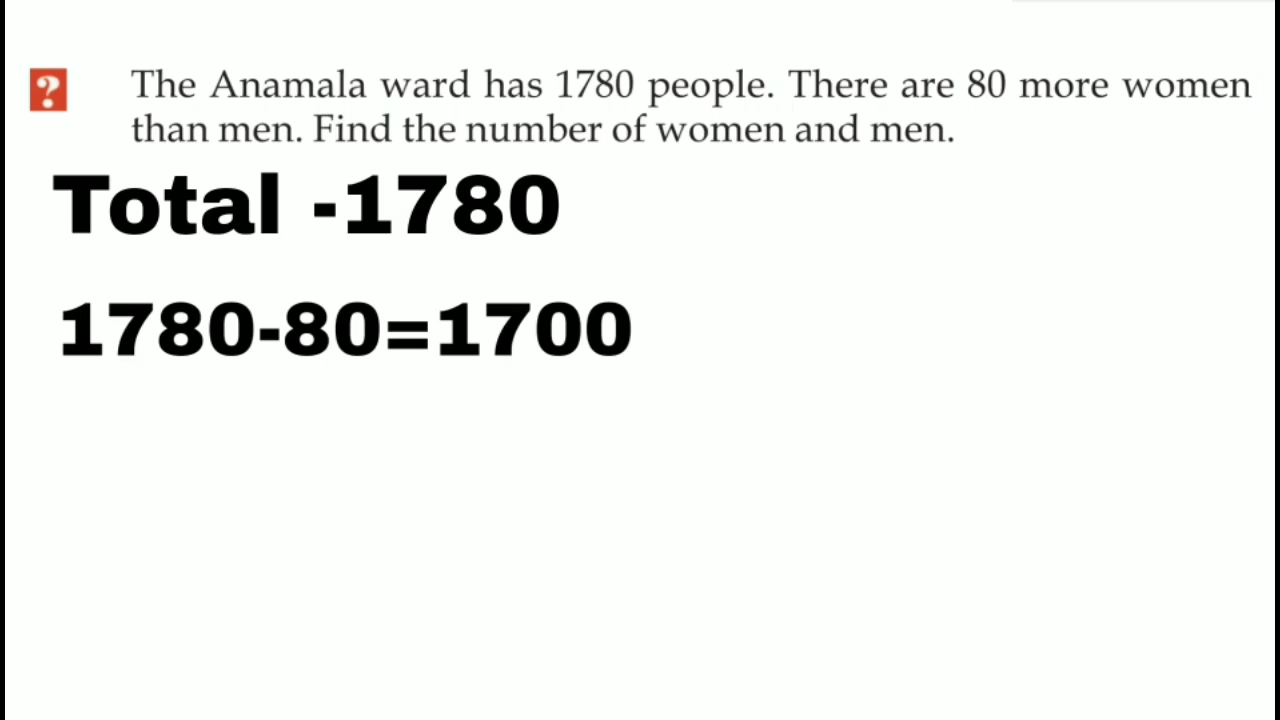 ?
The Anamala ward has 1780 people. There are 80 more women
than men. Find the number of women and men.
Total -1780
1780-80=1700